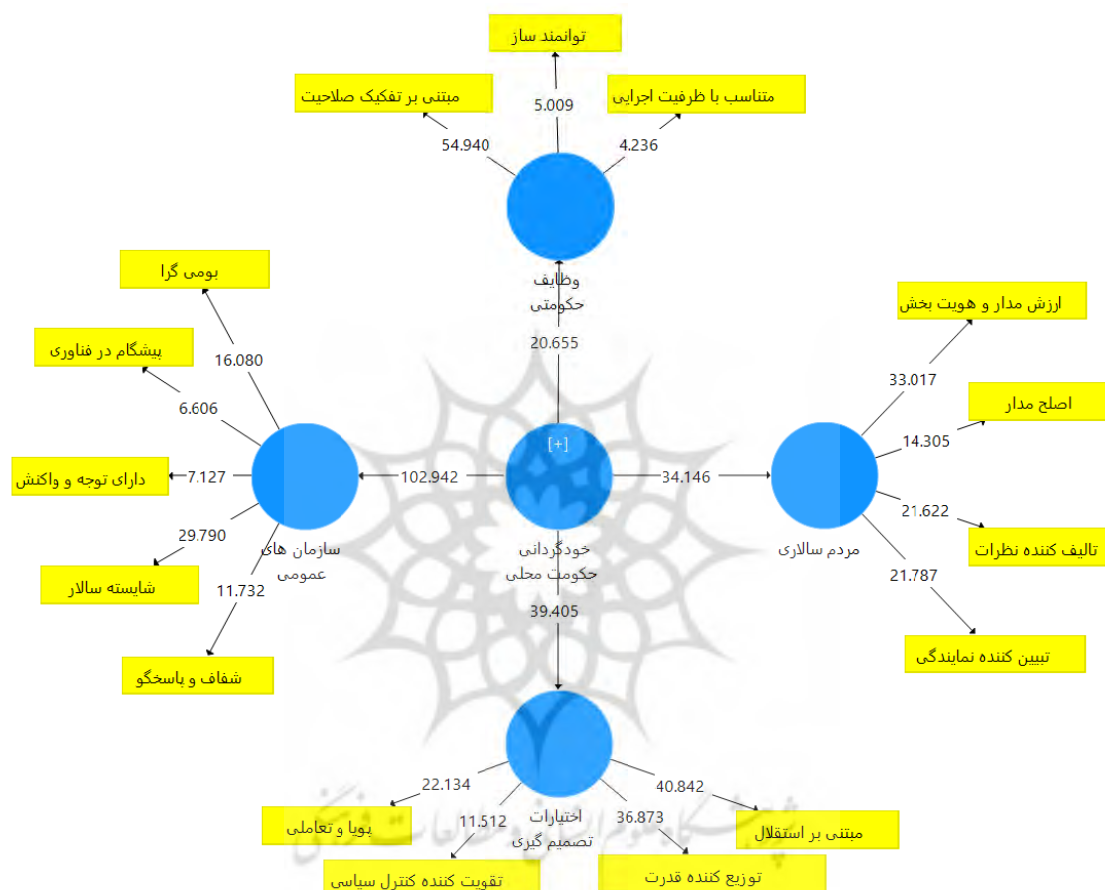 توانمند ساز
مبتنی بر تفکیک صلاحیت
متناسب با ظرفیت اجرایی
5.009
54.940
4.236
وظایف
حکومتی
20.655
بومی گرا
16.080
پیشگام در فناوری
6.606
دارای توجه و واکنش
7.127
29.790
شایسته سالار
11.732
شفاف و پاسخگو
سازمان های
عمومی
102.942
[+]
خودگردانی
حکومت محلی
34.146
39.405
ارزش مدار و هویت بخش
33.017
اصلح مدار
14.305
21.622
تالیف کننده نظرات
21.787
تبیین کننده نمایندگی
مردم سالاری
اختیارات
تصمیم گیری
22.134
پویا و تعاملی
11.512
تقویت کننده کنترل سیاسی
36.873
توزیع کننده قدرت
40.842
مبتنی بر استقلال
پژوهشگاه علوم انسانی و مطالعات فرهنگی